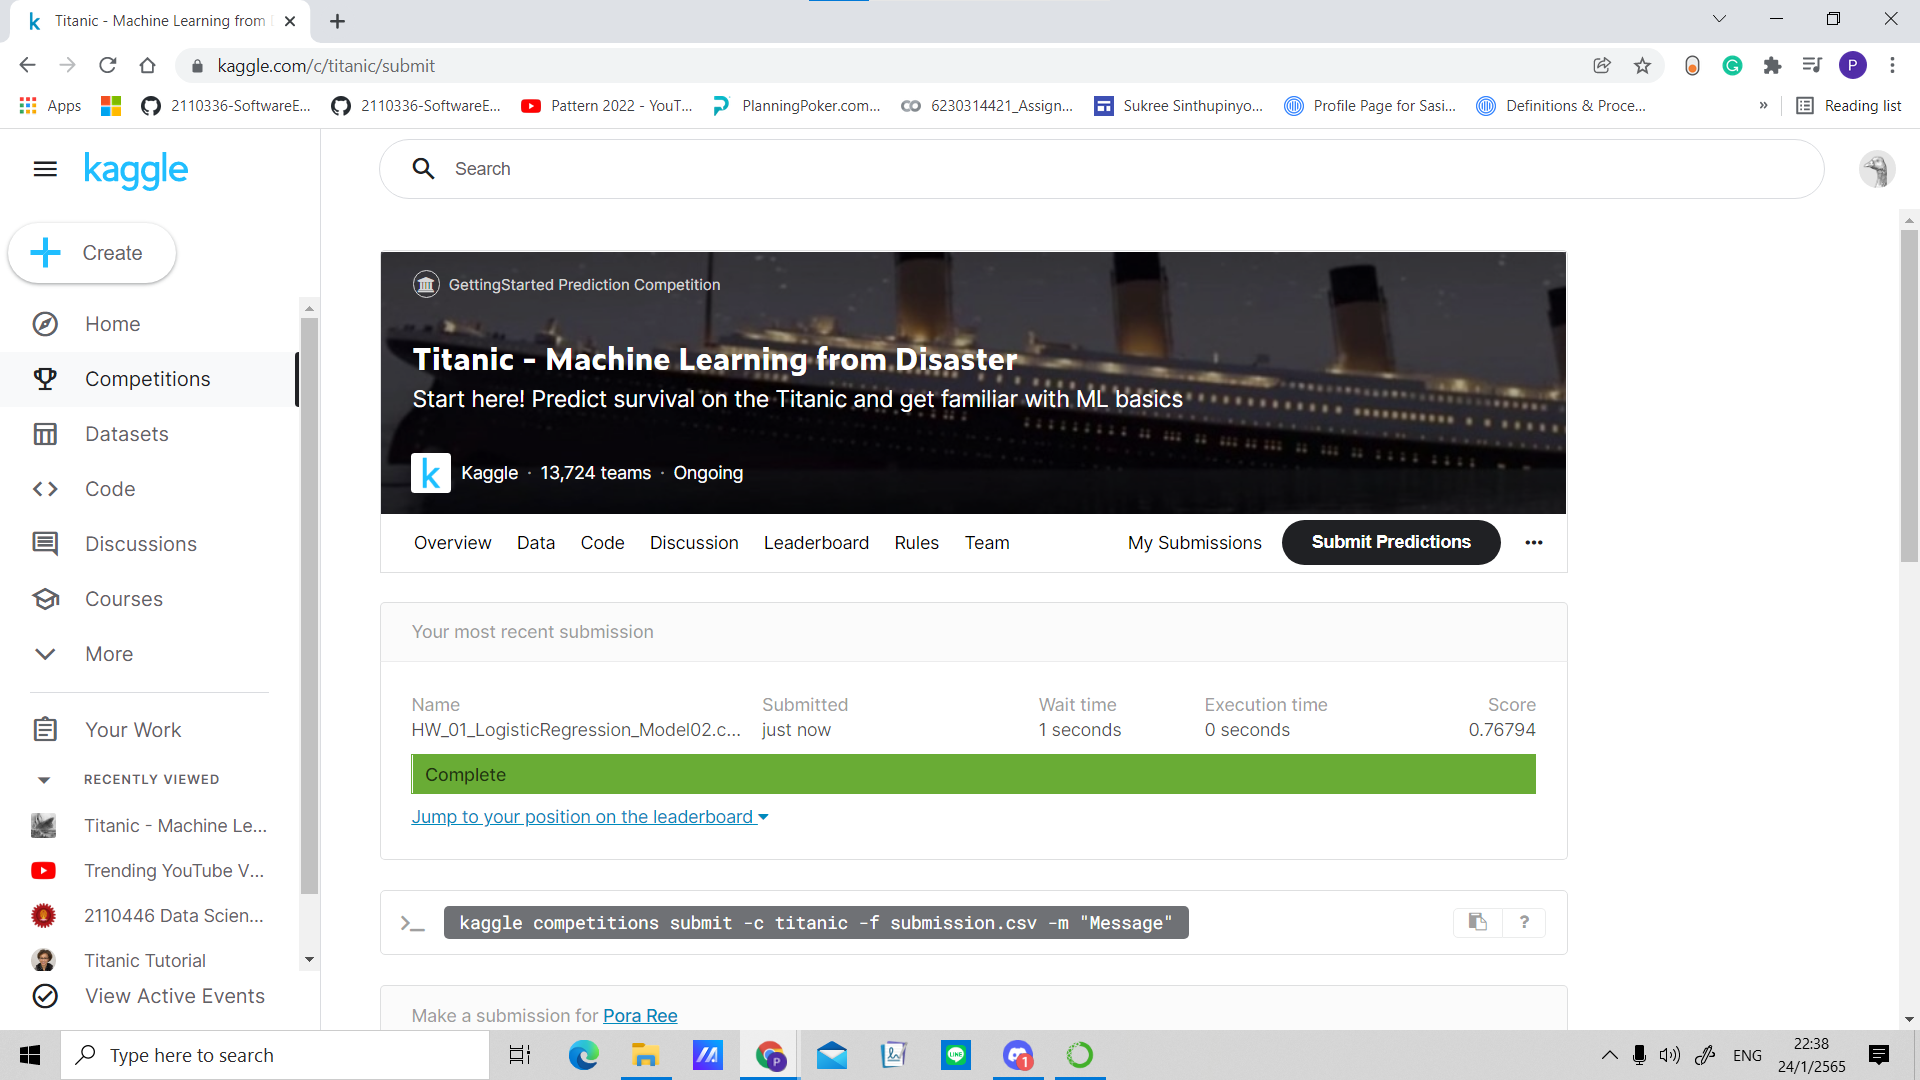 Titanic - Machine Learning from
kaggle.com/c/titanic/submit
P
Apps
2110336-SoftwareE...
2110336-SoftwareE...
Pattern 2022 - YouT...
PlanningPoker.com...
6230314421_Assign...
Sukree Sinthupinyo...
Profile Page for Sasi...
Definitions & Proce...
»
Reading list
kaggle
Search
Create
Home
Competitions
Datasets
Code
Discussions
Courses
More
Your Work
RECENTLY VIEWED
Titanic - Machine Le...
Trending YouTube V...
2110446 Data Scien...
Titanic Tutorial
View Active Events
GettingStarted Prediction Competition
Titanic - Machine Learning from Disaster
Start here! Predict survival on the Titanic and get familiar with ML basics
k
Kaggle · 13,724 teams · Ongoing
Overview Data Code Discussion Leaderboard Rules Team My Submissions Submit Predictions
Your most recent submission
Name Submitted Wait time Execution time Score
HW_01_LogisticRegression_Model02.c... just now 1 seconds 0 seconds 0.76794
Complete
Jump to your position on the leaderboard
>_ kaggle competitions submit -c titanic -f submission.csv -m "Message" ?
Make a submission for Pora Ree
Type here to search
P
LINE
1
ENG
22:38
24/1/2565